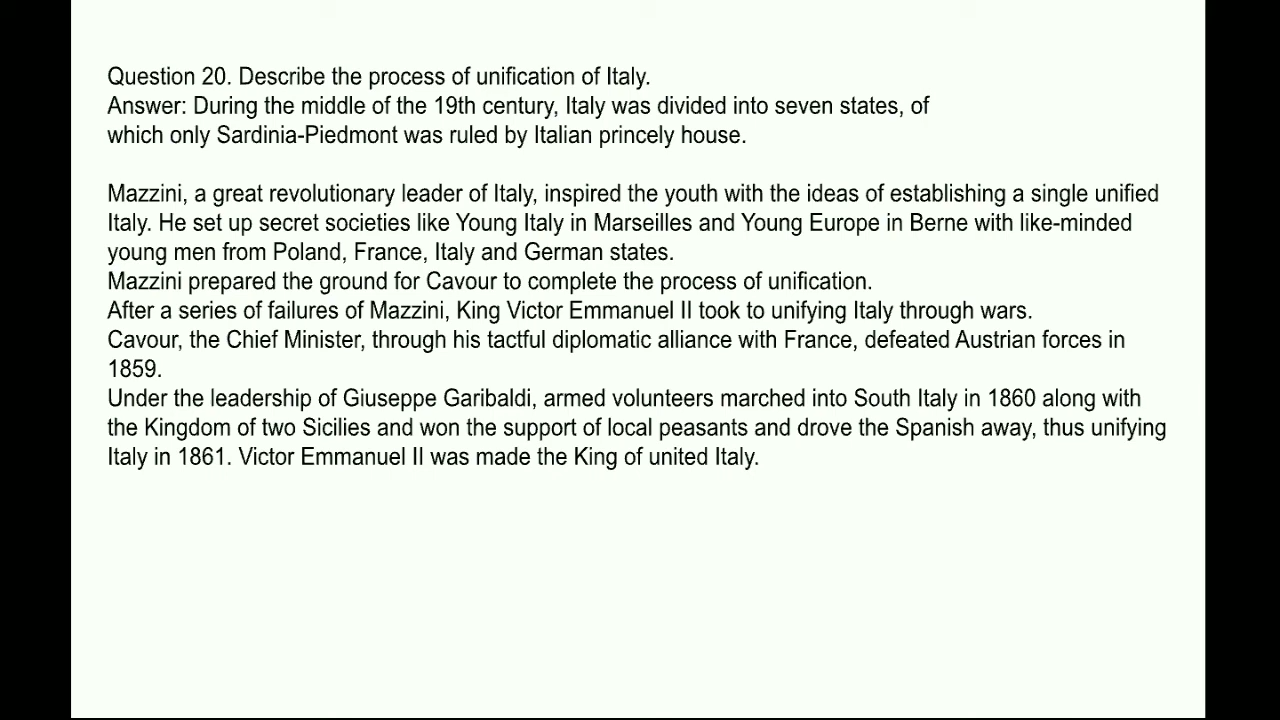 Question 20. Describe the process of unification of Italy.
Answer: During the middle of the 19th century, Italy was divided into seven states, of
which only Sardinia-Piedmont was ruled by Italian princely house.
Mazzini, a great revolutionary leader of Italy, inspired the youth with the ideas of establishing a single unified
Italy. He set up secret societies like Young Italy in Marseilles and Young Europe in Berne with like-minded
young men from Poland, France, Italy and German states.
Mazzini prepared the ground for Cavour to complete the process of unification.
After a series of failures of Mazzini, King Victor Emmanuel II took to unifying Italy through wars.
Cavour, the Chief Minister, through his tactful diplomatic alliance with France, defeated Austrian forces in
1859.
Under the leadership of Giuseppe Garibaldi, armed volunteers marched into South Italy in 1860 along with
the Kingdom of two Sicilies and won the support of local peasants and drove the Spanish away, thus unifying
Italy in 1861. Victor Emmanuel II was made the King of united Italy.